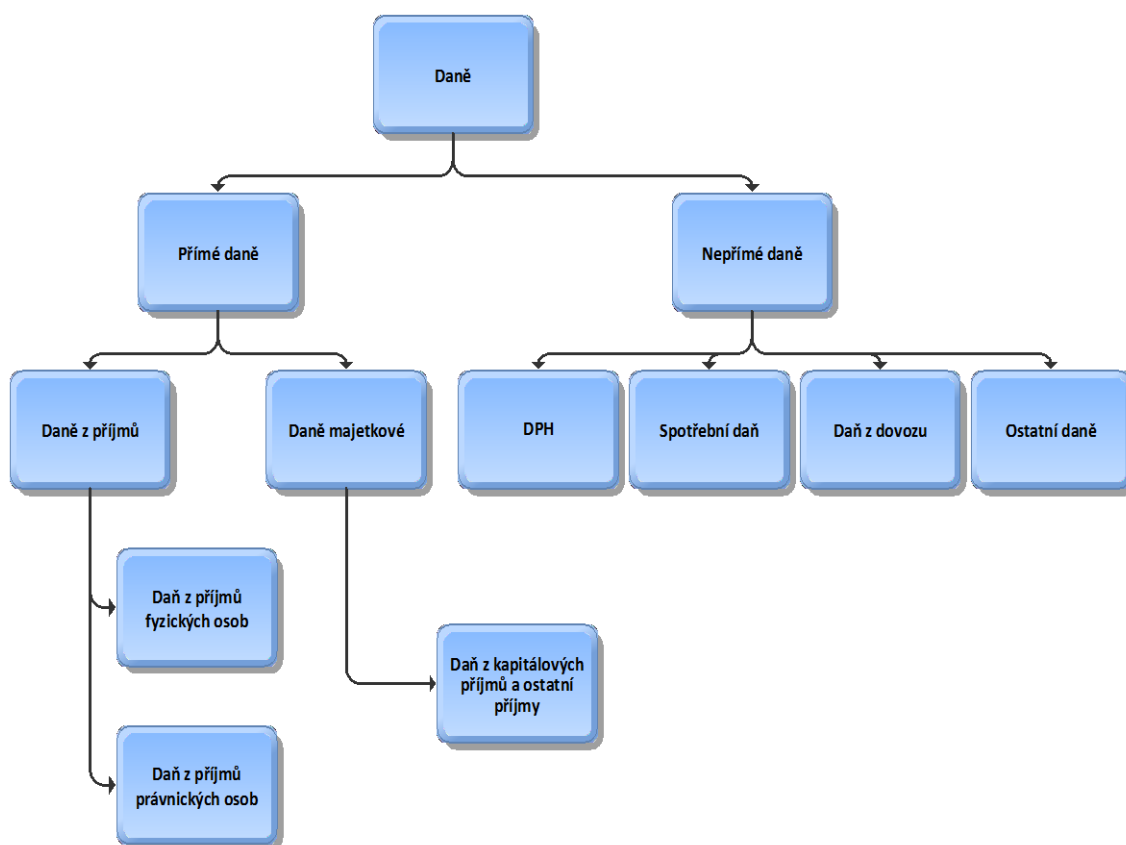 Daně
Přímé daně
Nepřímé daně
Daně z příjmů
Daně majetkové
DPH
Spotřební daň
Daň z dovozu
Ostatní daně
Daň z příjmů
fyzických osob
Daň z kapitálových
příjmů a ostatní
příjmy
Daň z příjmů
právnických osob